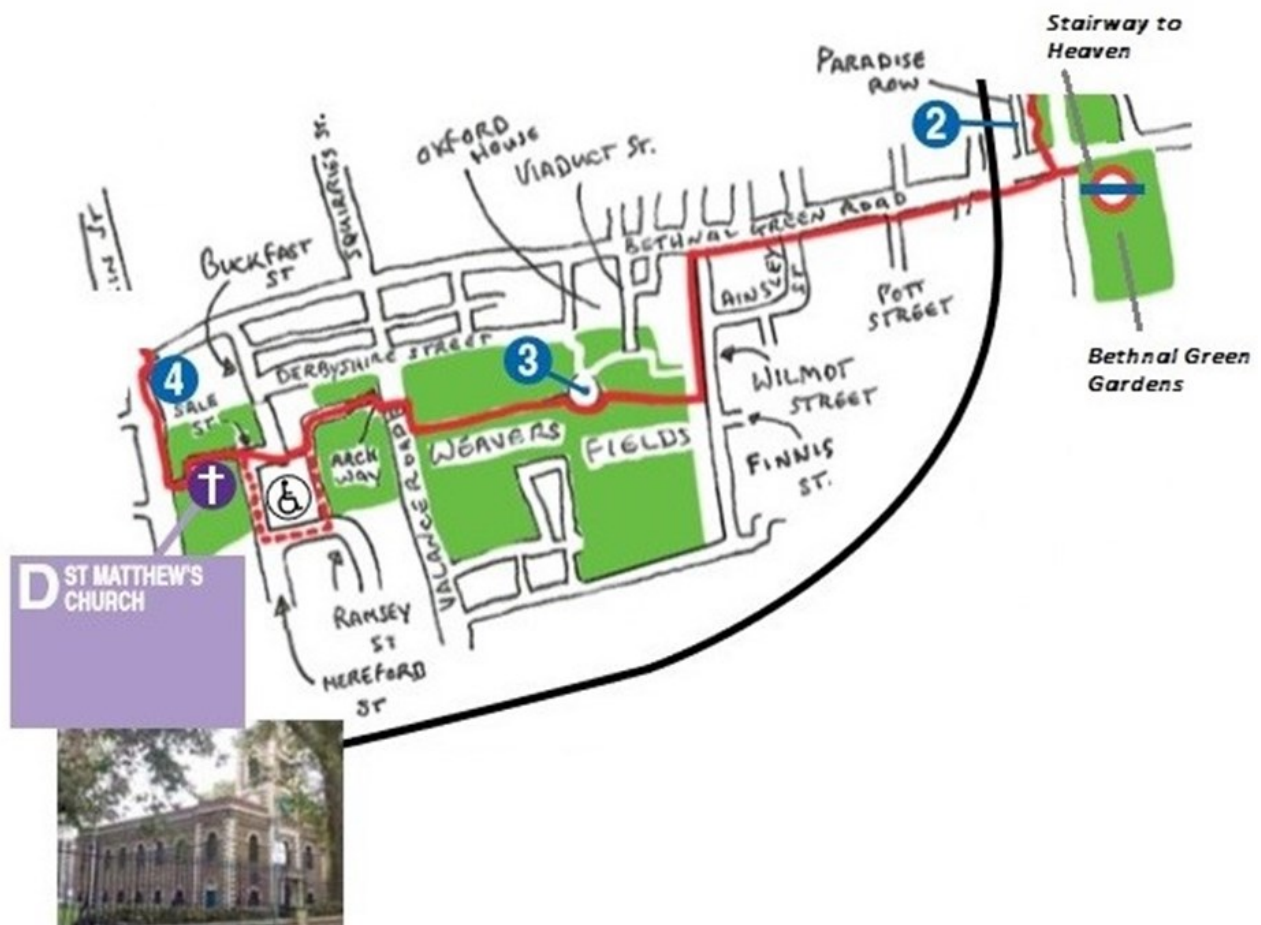 Stairway to
Heaven
PARADISE
ROW
2
OXFORD
HOUSE
VIADUCT ST.
SQUIRRIES ST.
BUCKFAST
ST
BETHNAL GREEN ROAD
AINSLEY
ST
POTT
STREET
Bethnal Green
Gardens
4
SALE
ST
DERBYSHIRE STREET
3
WILMOT
STREET
WEAVERS FIELDS
ARCH
WAY
VALANCE ROAD
FINNIS
ST.
D ST MATTHEW'S
CHURCH
RAMSEY
ST
HEREFORD
ST